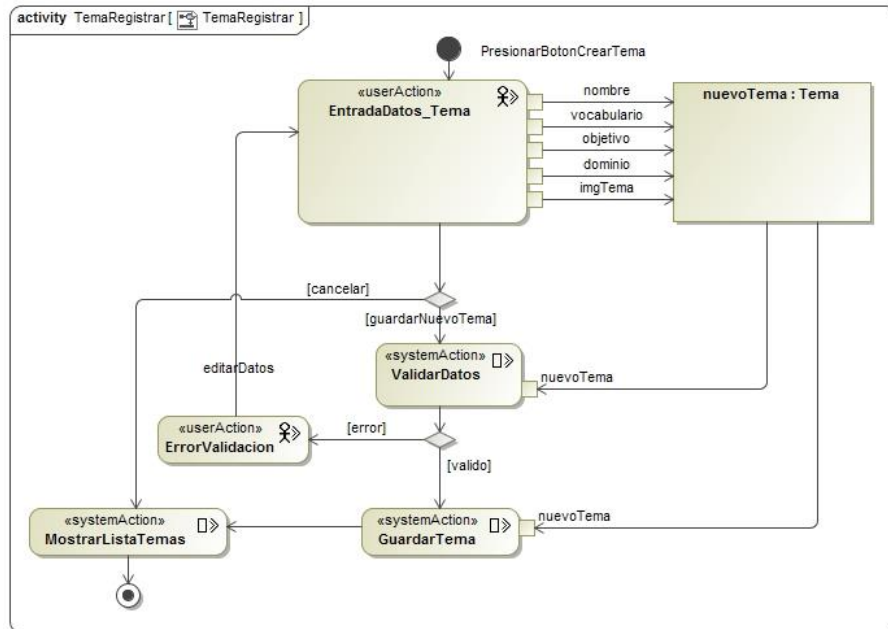 activity TemaRegistrar [ TemaRegistrar ]
PresionarBotonCrearTema
«userAction»
EntradaDatos_Tema
nombre
vocabulario
objetivo
dominio
imgTema
nuevoTema : Tema
[cancelar]
[guardarNuevoTema]
«systemAction»
ValidarDatos
nuevoTema
editarDatos
«userAction»
ErrorValidacion
[error]
[valido]
«systemAction»
MostrarListaTemas
«systemAction»
GuardarTema
nuevoTema